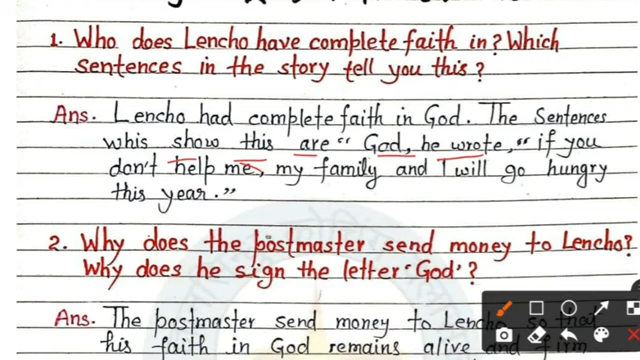 1. Who does Lencho have complete faith in? Which
sentences in the story tell you this?
Ans. Lencho had complete faith in God. The Sentences
whis show this are “ God, he wrote, “ if you
don't help me, my family and I will go hungry
this year.”
2. Why does the postmaster send money to Lencho?
Why does he sign the letter ‘God’?
Ans. The postmaster send money to Lencho so that
his faith in God remains alive and firm